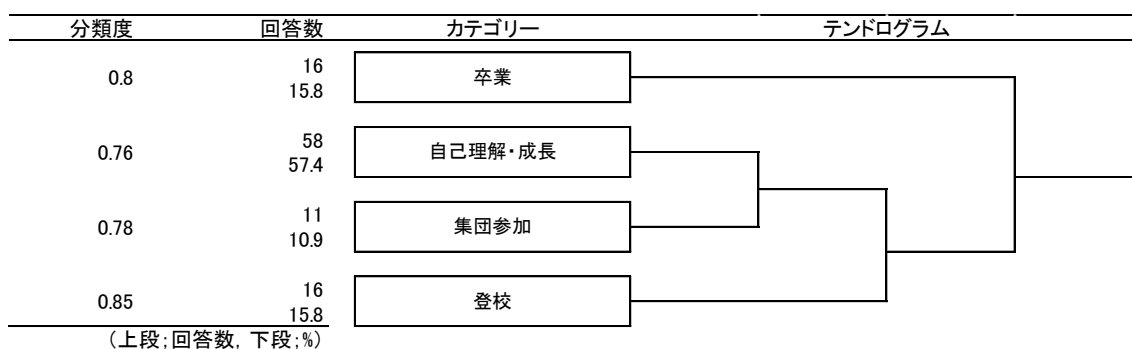 分類度 回答数 カテゴリー テンドログラム
0.8 16 卒業
15.8
0.76 58 自己理解・成長
57.4
0.78 11 集団参加
10.9
0.85 16 登校
15.8
(上段;回答数, 下段;%)